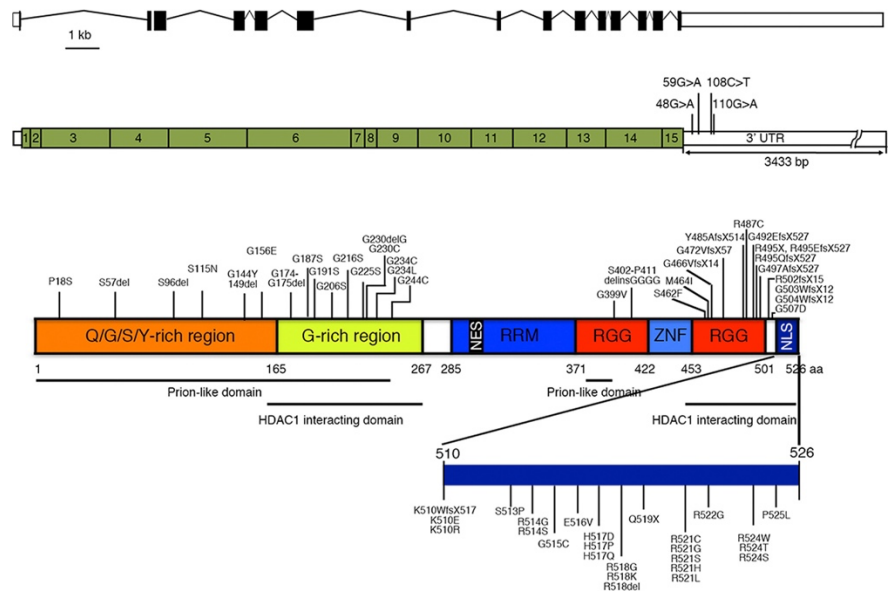 1 kb
59G>A 108C>T
48G>A 110G>A
1 2 3 4 5 6 7 8 9 10 11 12 13 14 15 3' UTR
3433 bp
R487C
Y485AfsX514 G492EfsX527
G472VfsX57 R495X, R495EfsX527
G466VfsX14 R495QfsX527
M464I G497AfsX527
S462F R502fsX15
G503WfsX12
G504WfsX12
G507D
S402-P411
delinsGGGG
G399V
G230delG
G230C
G156E
G187S
G216S
G234C
G234L
G244C
G225S
G191S
G206S
G174-
G175del
G144Y
149del
S115N
S96del
S57del
P18S
Q/G/S/Y-rich region G-rich region NES RRM RGG ZNF RGG NLS
1 165 267 285 371 422 453 501 526 aa
Prion-like domain Prion-like domain
HDAC1 interacting domain HDAC1 interacting domain
510 526
K510WfsX517
K510E
K510R
S513P
R514G
R514S
G515C
E516V
H517D
H517P
H517Q
R518G
R518K
R518del
Q519X
R521C
R521G
R521S
R521H
R521L
R522G
R524W
R524T
R524S
P525L